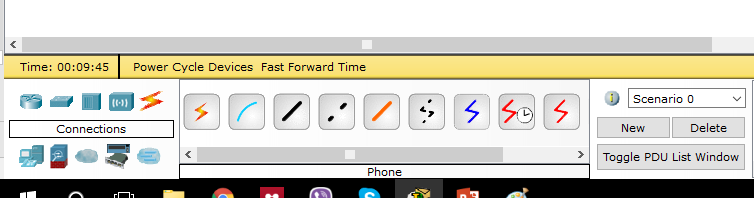 Time: 00:09:45 Power Cycle Devices Fast Forward Time
Scenario 0
Connections
New Delete
Toggle PDU List Window
Phone